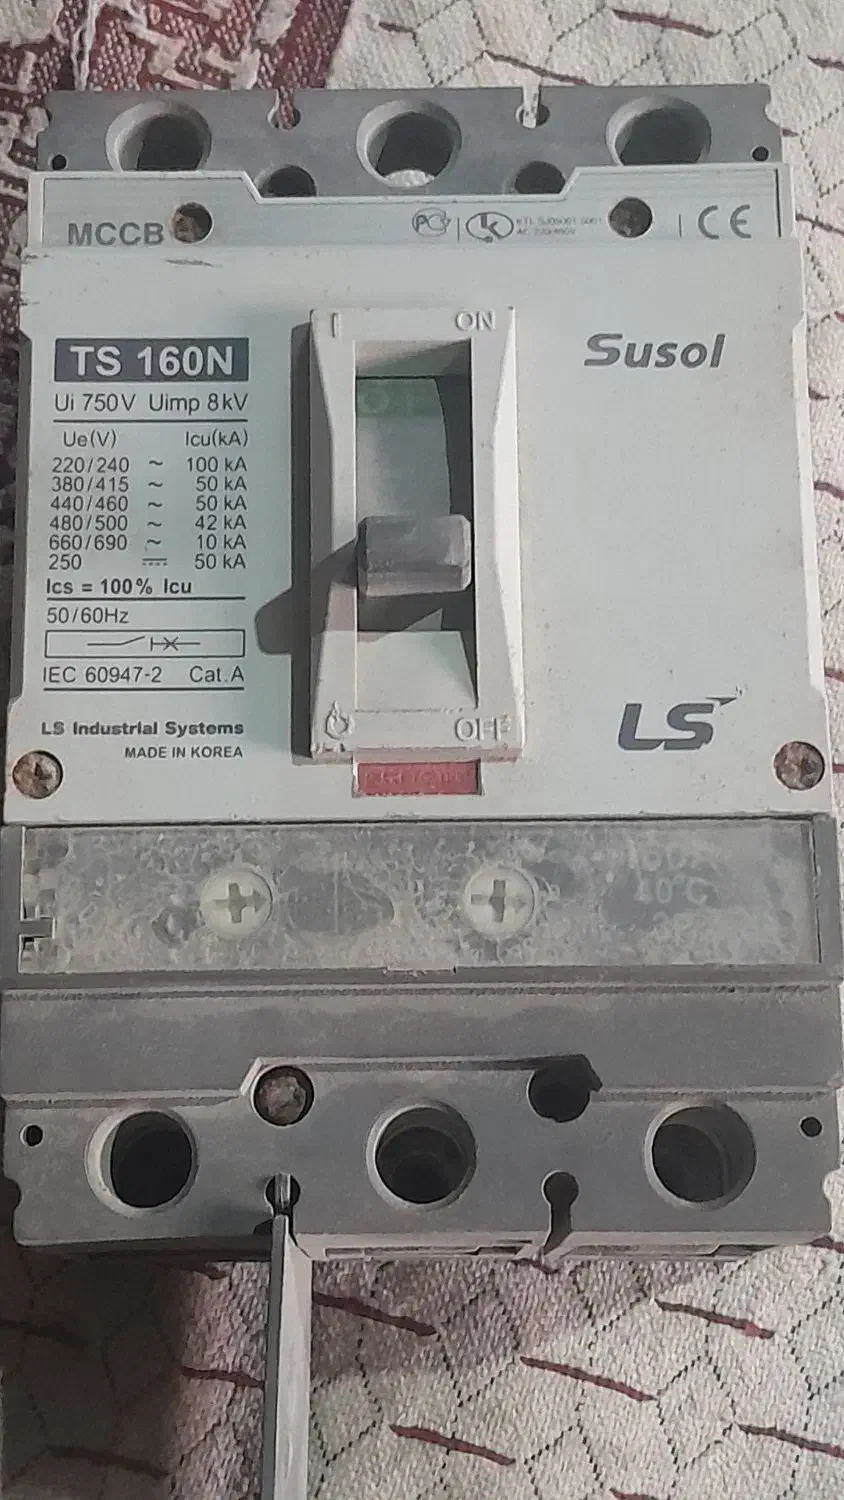 MCCB
CE
I ON
TS 160N
Susol
Ui 750V Uimp 8kV
Ue(V) Icu(kA)
220/240 ~ 100 kA
380/415 ~ 50 kA
440/460 ~ 50 kA
480/500 ~ 42 kA
660/690 ~ 10 kA
250 ⎓ 50 kA
Ics = 100% Icu
50/60Hz
IEC 60947-2 Cat.A
LS Industrial Systems
MADE IN KOREA
OFF
LS
40°C
3P